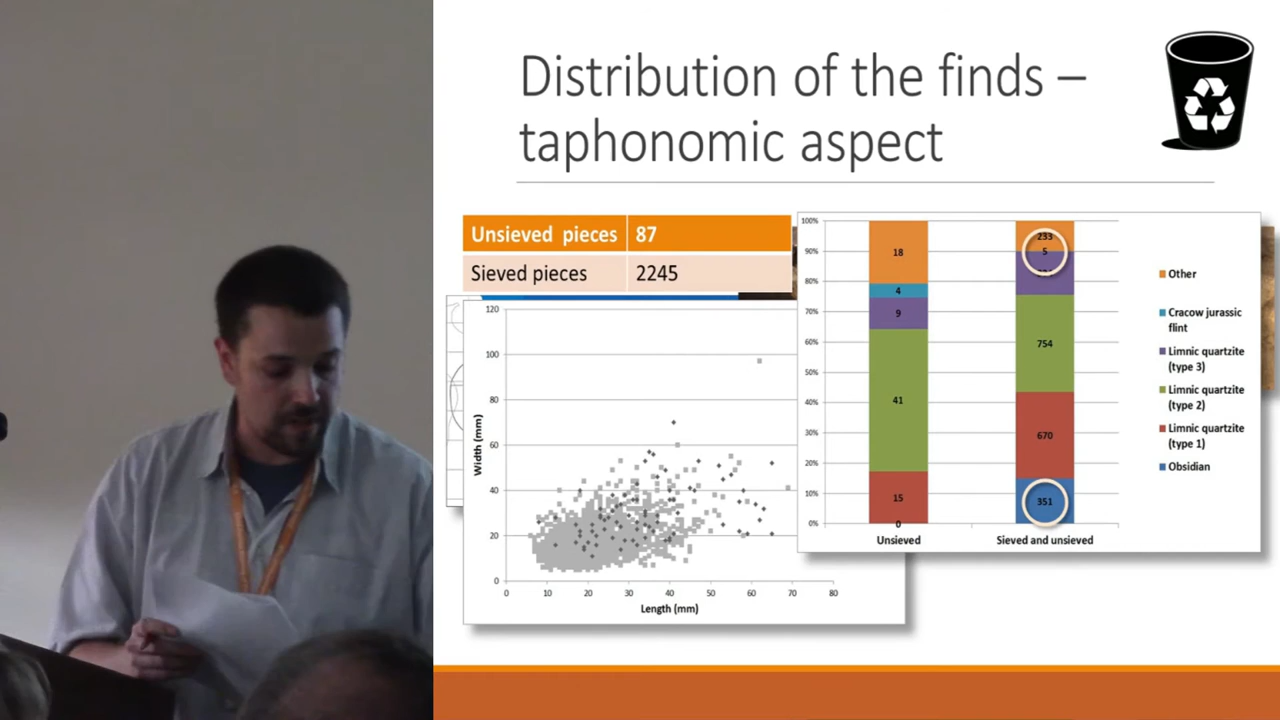 Distribution of the finds –
taphonomic aspect
Unsieved pieces 87
Sieved pieces 2245
120
100
80
60
40
20
0
Width (mm)
0 10 20 30 40 50 60 70 80
Length (mm)
100%
90%
80%
70%
60%
50%
40%
30%
20%
10%
0%
18
4
9
41
15
0
233
5
754
670
351
Unsieved Sieved and unsieved
Other
Cracow jurassic
flint
Limnic quartzite
(type 3)
Limnic quartzite
(type 2)
Limnic quartzite
(type 1)
Obsidian